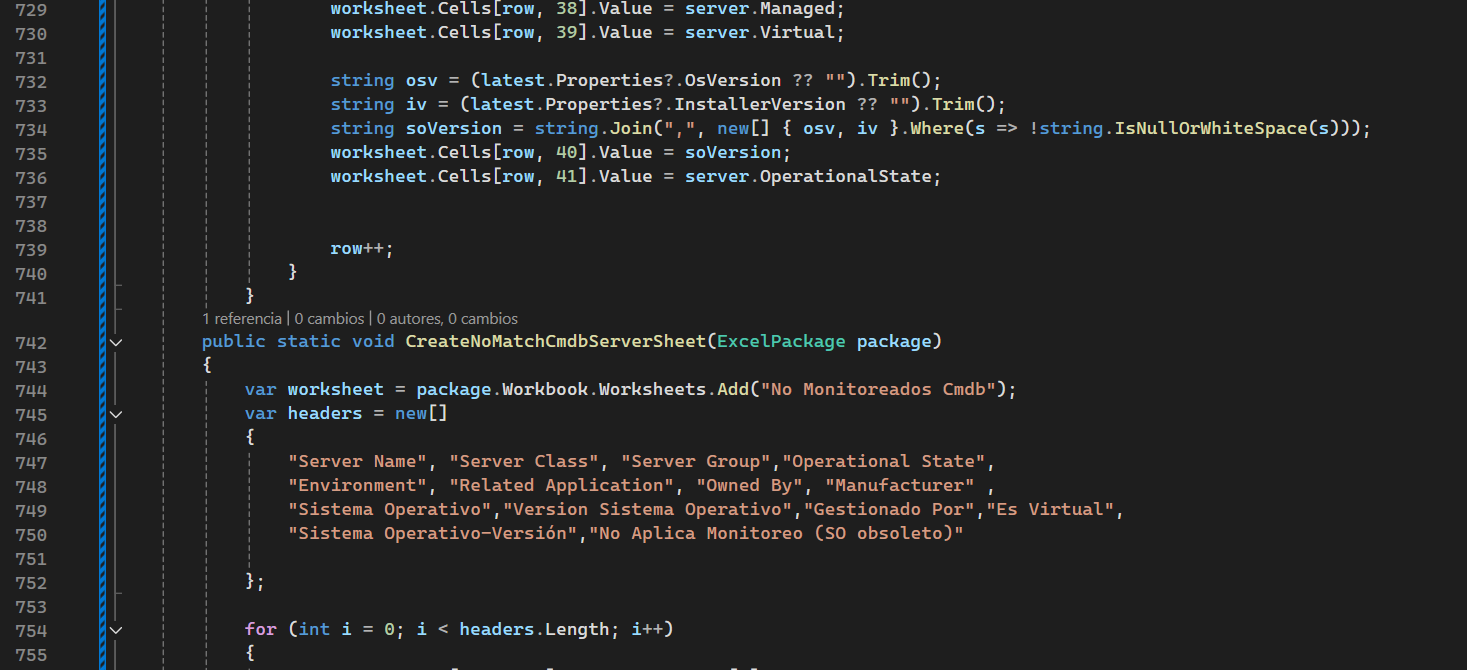 729 worksheet.Cells[row, 38].Value = server.Managed;
730 worksheet.Cells[row, 39].Value = server.Virtual;
731
732 string osv = (latest.Properties?.OsVersion ?? "").Trim();
733 string iv = (latest.Properties?.InstallerVersion ?? "").Trim();
734 string soVersion = string.Join(",", new[] { osv, iv }.Where(s => !string.IsNullOrWhiteSpace(s)));
735 worksheet.Cells[row, 40].Value = soVersion;
736 worksheet.Cells[row, 41].Value = server.OperationalState;
737
738
739 row++;
740 }
741 }
1 referencia | 0 cambios | 0 autores, 0 cambios
742 public static void CreateNoMatchCmdbServerSheet(ExcelPackage package)
743 {
744 var worksheet = package.Workbook.Worksheets.Add("No Monitoreados Cmdb");
745 var headers = new[]
746 {
747 "Server Name", "Server Class", "Server Group","Operational State",
748 "Environment", "Related Application", "Owned By", "Manufacturer" ,
749 "Sistema Operativo","Version Sistema Operativo","Gestionado Por","Es Virtual",
750 "Sistema Operativo-Versión","No Aplica Monitoreo (SO obsoleto)"
751
752 };
753
754 for (int i = 0; i < headers.Length; i++)
755 {